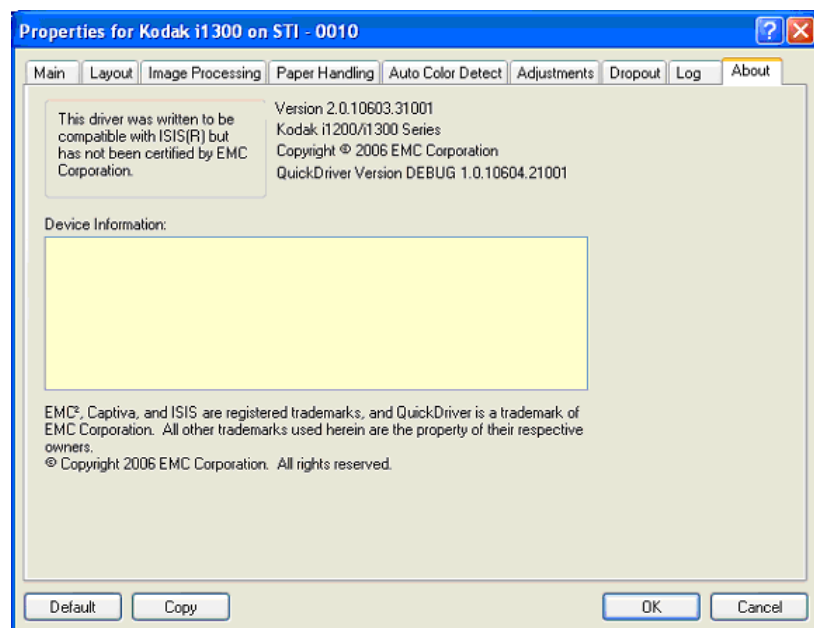 Properties for Kodak i1300 on STI - 0010
Main Layout Image Processing Paper Handling Auto Color Detect Adjustments Dropout Log About
This driver was written to be
compatible with ISIS(R) but
has not been certified by EMC
Corporation.
Version 2.0.10603.31001
Kodak i1200/i1300 Series
Copyright © 2006 EMC Corporation
QuickDriver Version DEBUG 1.0.10604.21001
Device Information:
EMC², Captiva, and ISIS are registered trademarks, and QuickDriver is a trademark of
EMC Corporation. All other trademarks used herein are the property of their respective
owners.
© Copyright 2006 EMC Corporation. All rights reserved.
Default Copy OK Cancel